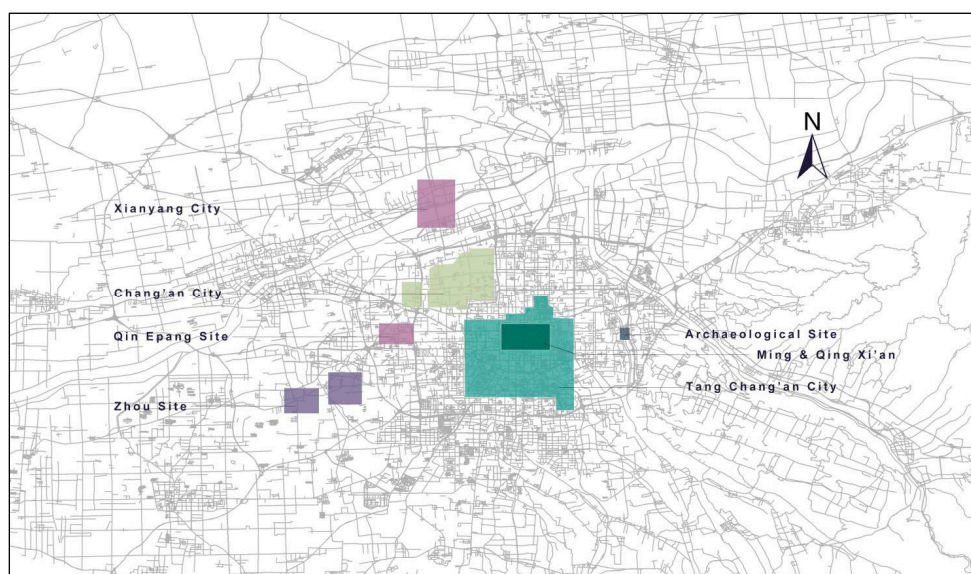 N
Xianyang City
Chang'an City
Qin Epang Site
Archaeological Site
Ming & Qing Xi'an
Tang Chang'an City
Zhou Site